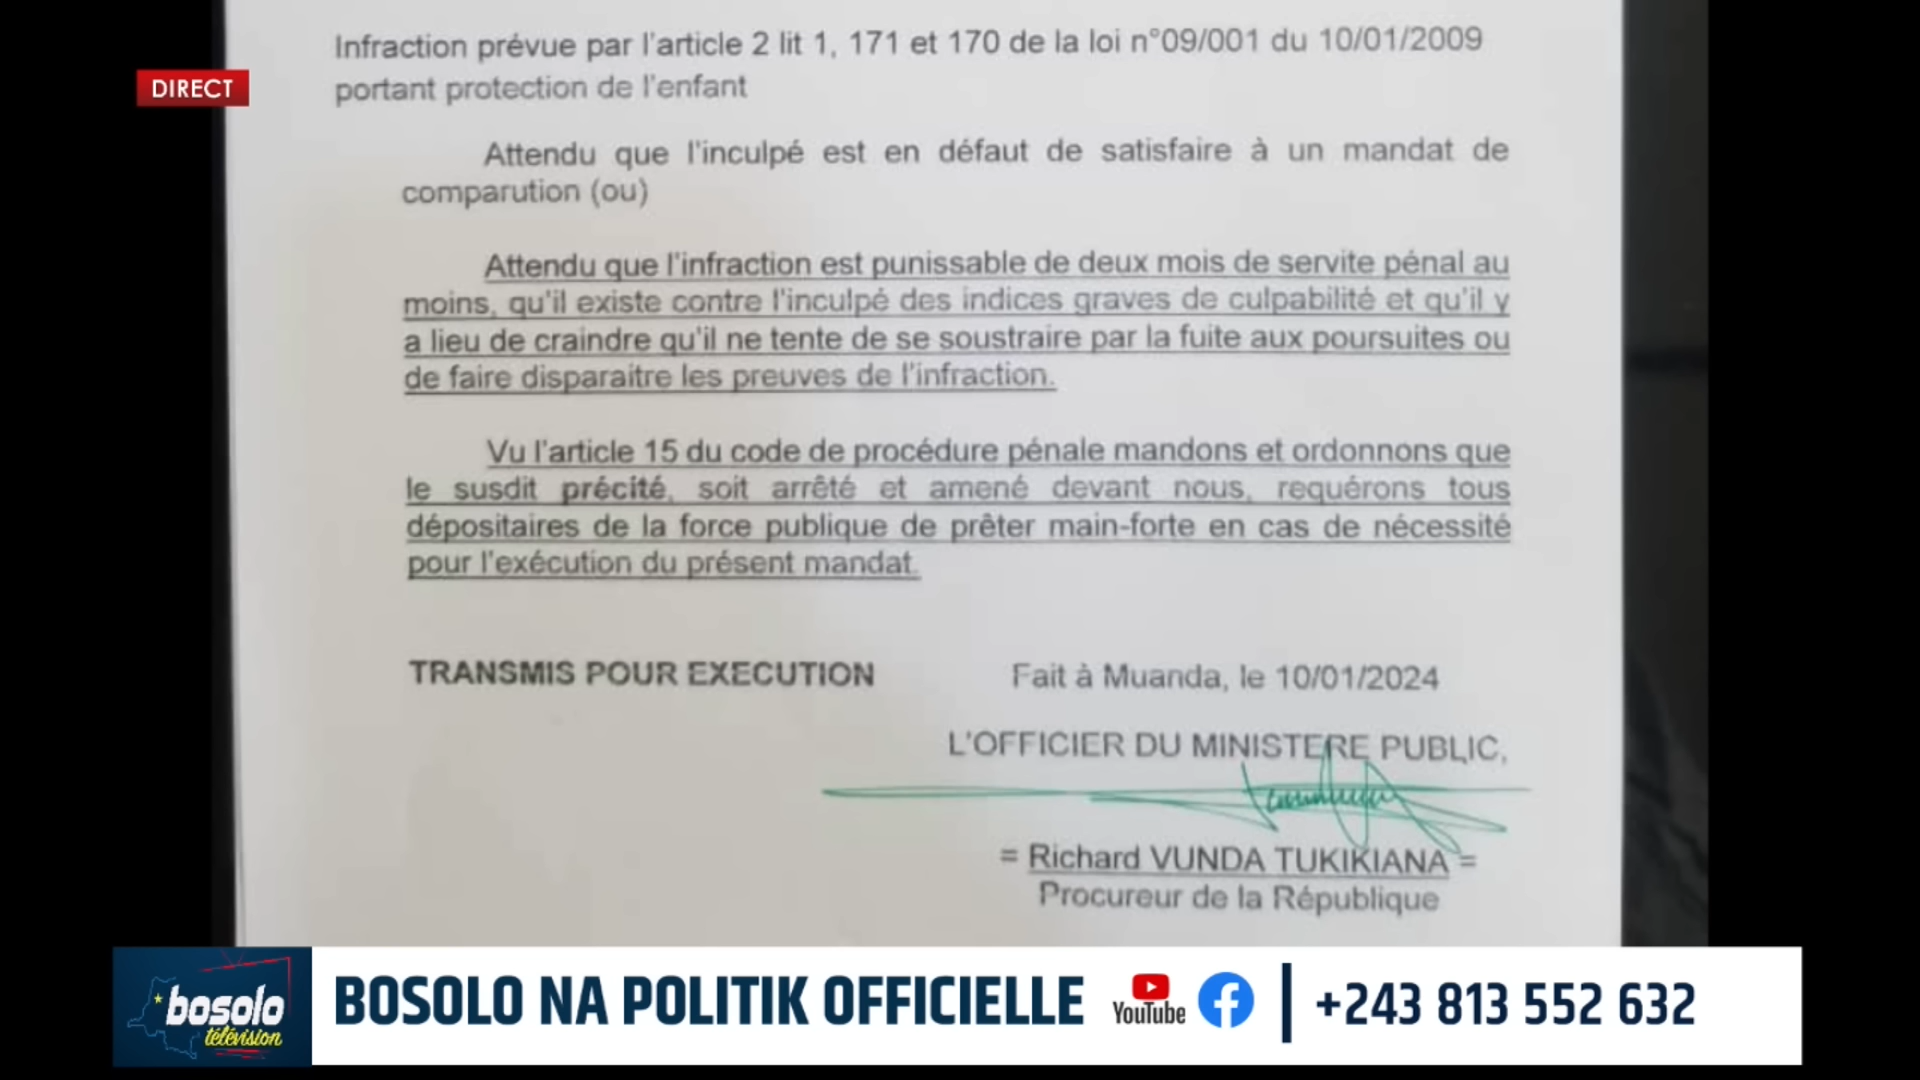 Infraction prévue par l'article 2 lit 1, 171 et 170 de la loi n°09/001 du 10/01/2009
portant protection de l'enfant
DIRECT
Attendu que l'inculpé est en défaut de satisfaire à un mandat de
comparution (ou)
Attendu que l'infraction est punissable de deux mois de servite pénal au
moins, qu'il existe contre l'inculpé des indices graves de culpabilité et qu'il y
a lieu de craindre qu'il ne tente de se soustraire par la fuite aux poursuites ou
de faire disparaitre les preuves de l'infraction.
Vu l'article 15 du code de procédure pénale mandons et ordonnons que
le susdit précité, soit arrêté et amené devant nous, requérons tous
dépositaires de la force publique de prêter main-forte en cas de nécessité
pour l'exécution du présent mandat.
TRANSMIS POUR EXECUTION
Fait à Muanda, le 10/01/2024
L'OFFICIER DU MINISTERE PUBLIC,
= Richard VUNDA TUKIKIANA =
Procureur de la République
bosolo
télévision
BOSOLO NA POLITIK OFFICIELLE
YouTube
+243 813 552 632